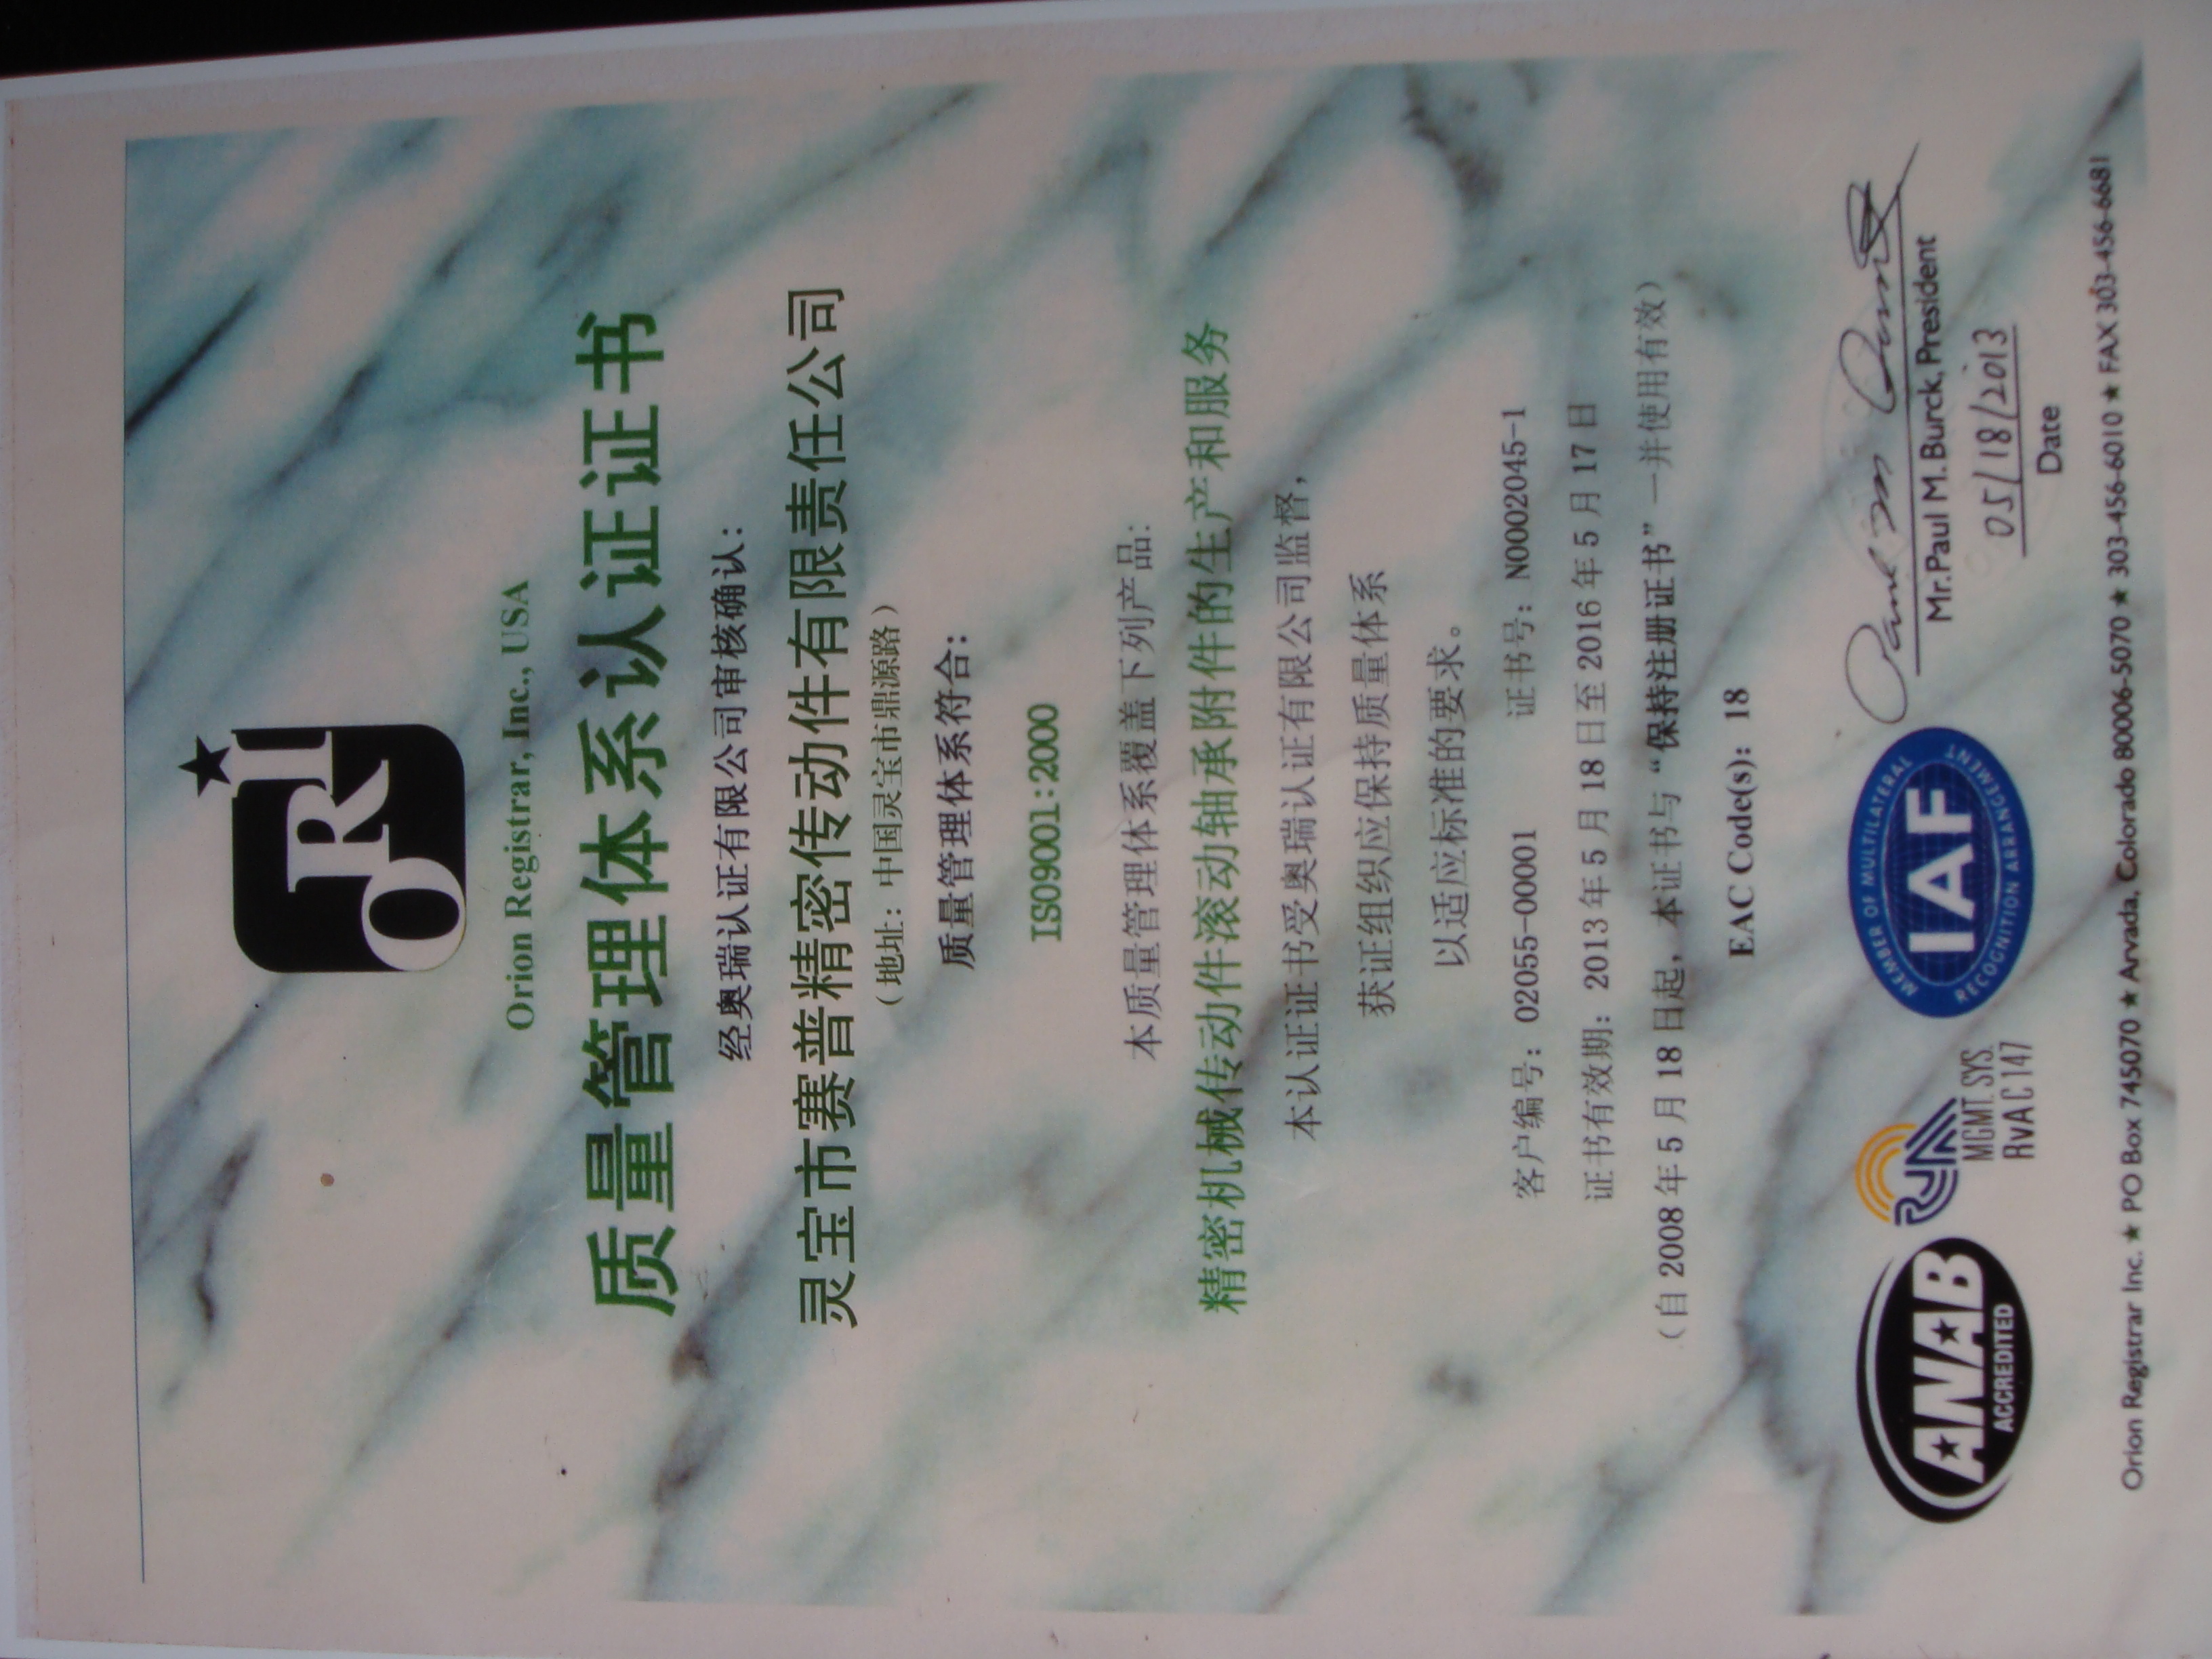 ORI
Orion Registrar, Inc., USA
质量管理体系认证证书
经奥瑞认证有限公司审核确认：
灵宝市赛普精密传动件有限责任公司
（地址：中国灵宝市鼎源路）
质量管理体系符合：
ISO9001:2000
本质量管理体系覆盖下列产品：
精密机械传动件滚动轴承附件的生产和服务
本认证证书受奥瑞认证有限公司监督，
获证组织应保持质量体系
以适应标准的要求。
客户编号：02055-00001 证书号：N0002045-1
证书有效期：2013年5月18日至2016年5月17日
（自2008年5月18日起，本证书与“保持注册证书”一并使用有效）
EAC Code(s): 18
ANAB
ACCREDITED
RvA
MGMT. SYS.
RvA C 147
MEMBER OF MULTILATERAL
IAF
RECOGNITION ARRANGEMENT
Mr.Paul M.Burck, President
05/18/2013
Date
Orion Registrar Inc. ★ PO Box 745070 ★ Arvada, Colorado 80006-5070 ★ 303-456-6010 ★ FAX 303-456-6681